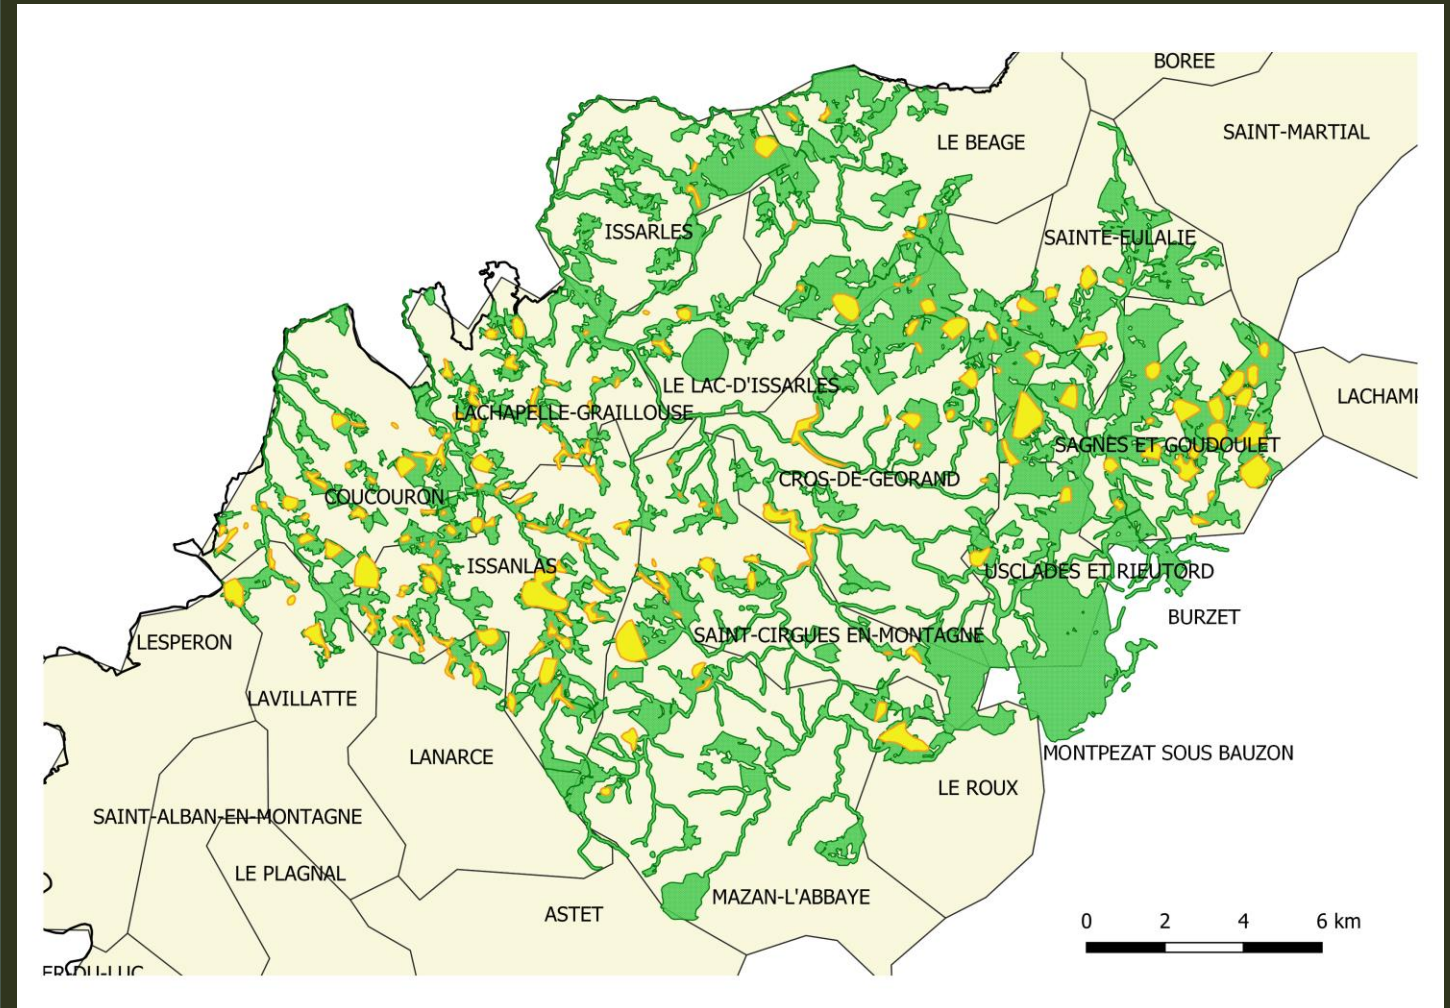 BOREE
SAINT-MARTIAL
LE BEAGE
ISSARLES
SAINTE-EULALIE
LE LAC-D'ISSARLES
LACHAPELLE-GRAILLOUSE
SAGNES ET GOUDOULET
CROS-DE-GEORAND
COUCOURON
ISSANLAS
USCLADES ET RIEUTORD
BURZET
SAINT-CIRGUES EN-MONTAGNE
LESPERON
LAVILLATTE
LANARCE
MONTPEZAT SOUS BAUZON
LE ROUX
SAINT-ALBAN-EN-MONTAGNE
LE PLAGNAL
MAZAN-L'ABBAYE
ASTET
0 2 4 6 km